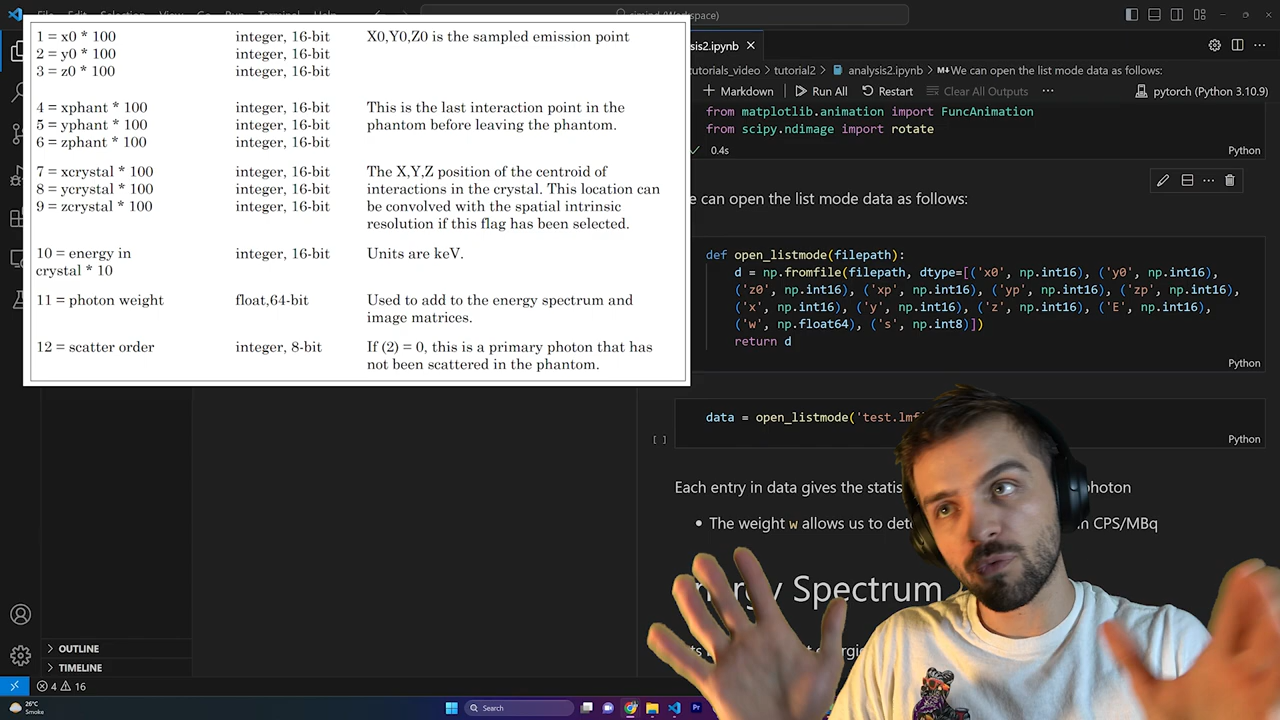 1 = x0 * 100 integer, 16-bit X0,Y0,Z0 is the sampled emission point
2 = y0 * 100 integer, 16-bit
3 = z0 * 100 integer, 16-bit
4 = xphant * 100 integer, 16-bit This is the last interaction point in the
5 = yphant * 100 integer, 16-bit phantom before leaving the phantom.
6 = zphant * 100 integer, 16-bit
7 = xcrystal * 100 integer, 16-bit The X,Y,Z position of the centroid of
8 = ycrystal * 100 integer, 16-bit interactions in the crystal. This location can
9 = zcrystal * 100 integer, 16-bit be convolved with the spatial intrinsic
resolution if this flag has been selected.
10 = energy in integer, 16-bit Units are keV.
crystal * 10
11 = photon weight float,64-bit Used to add to the energy spectrum and
image matrices.
12 = scatter order integer, 8-bit If (2) = 0, this is a primary photon that has
not been scattered in the phantom.
OUTLINE
TIMELINE
4 16
Workspace)
sis2.ipynb
tutorials_video > tutorial2 > analysis2.ipynb > We can open the list mode data as follows:
Markdown Run All Restart Clear All Outputs ... pytorch (Python 3.10.9)
from matplotlib.animation import FuncAnimation
from scipy.ndimage import rotate
0.4s Python
can open the list mode data as follows:
def open_listmode(filepath):
d = np.fromfile(filepath, dtype=[('x0', np.int16), ('y0', np.int16),
('z0', np.int16), ('xp', np.int16), ('yp', np.int16), ('zp', np.int16),
('x', np.int16), ('y', np.int16), ('z', np.int16), ('E', np.int16),
('w', np.float64), ('s', np.int8)])
return d
Python
data = open_listmode('test.lmf
[ ] Python
Each entry in data gives the photon
• The weight w allows us to CPS/MBq
Spectrum
26°C
Smoke
Search